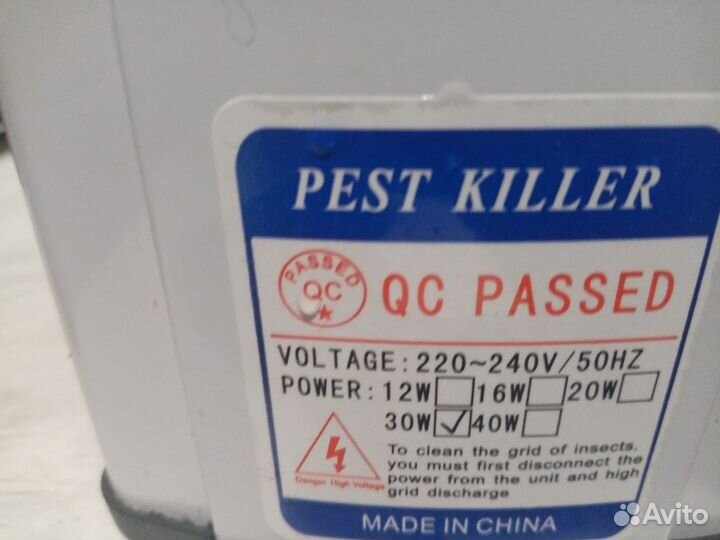 PEST KILLER
PASSED
QC
QC PASSED
VOLTAGE: 220~240V/50HZ
POWER: 12W 16W 20W
30W 40W
To clean the grid of insects.
you must first disconnect the
power from the unit and high
grid discharge
Danger High Voltage
MADE IN CHINA
Avito